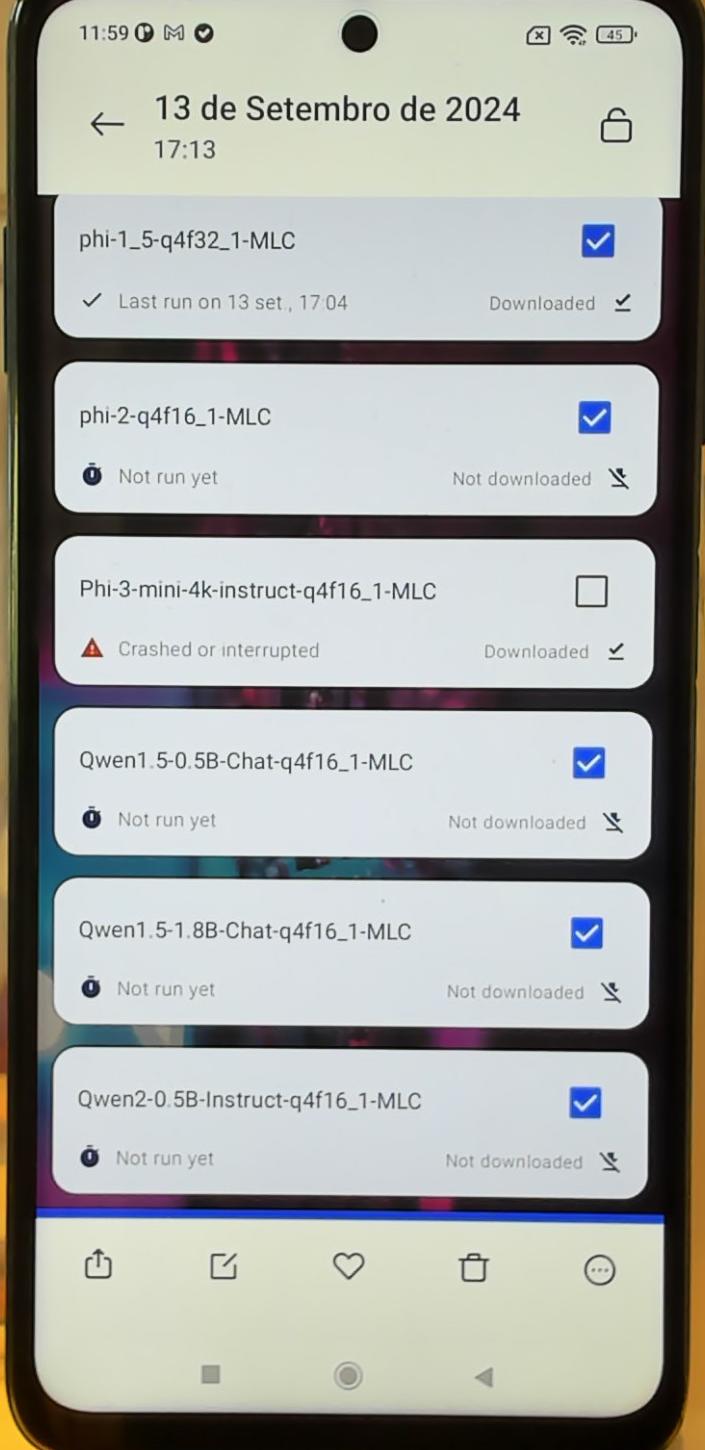 11:59
45
13 de Setembro de 2024
17:13
phi-1_5-q4f32_1-MLC
Last run on 13 set., 17:04 Downloaded
phi-2-q4f16_1-MLC
Not run yet Not downloaded
Phi-3-mini-4k-instruct-q4f16_1-MLC
Crashed or interrupted Downloaded
Qwen1.5-0.5B-Chat-q4f16_1-MLC
Not run yet Not downloaded
Qwen1.5-1.8B-Chat-q4f16_1-MLC
Not run yet Not downloaded
Qwen2-0.5B-Instruct-q4f16_1-MLC
Not run yet Not downloaded